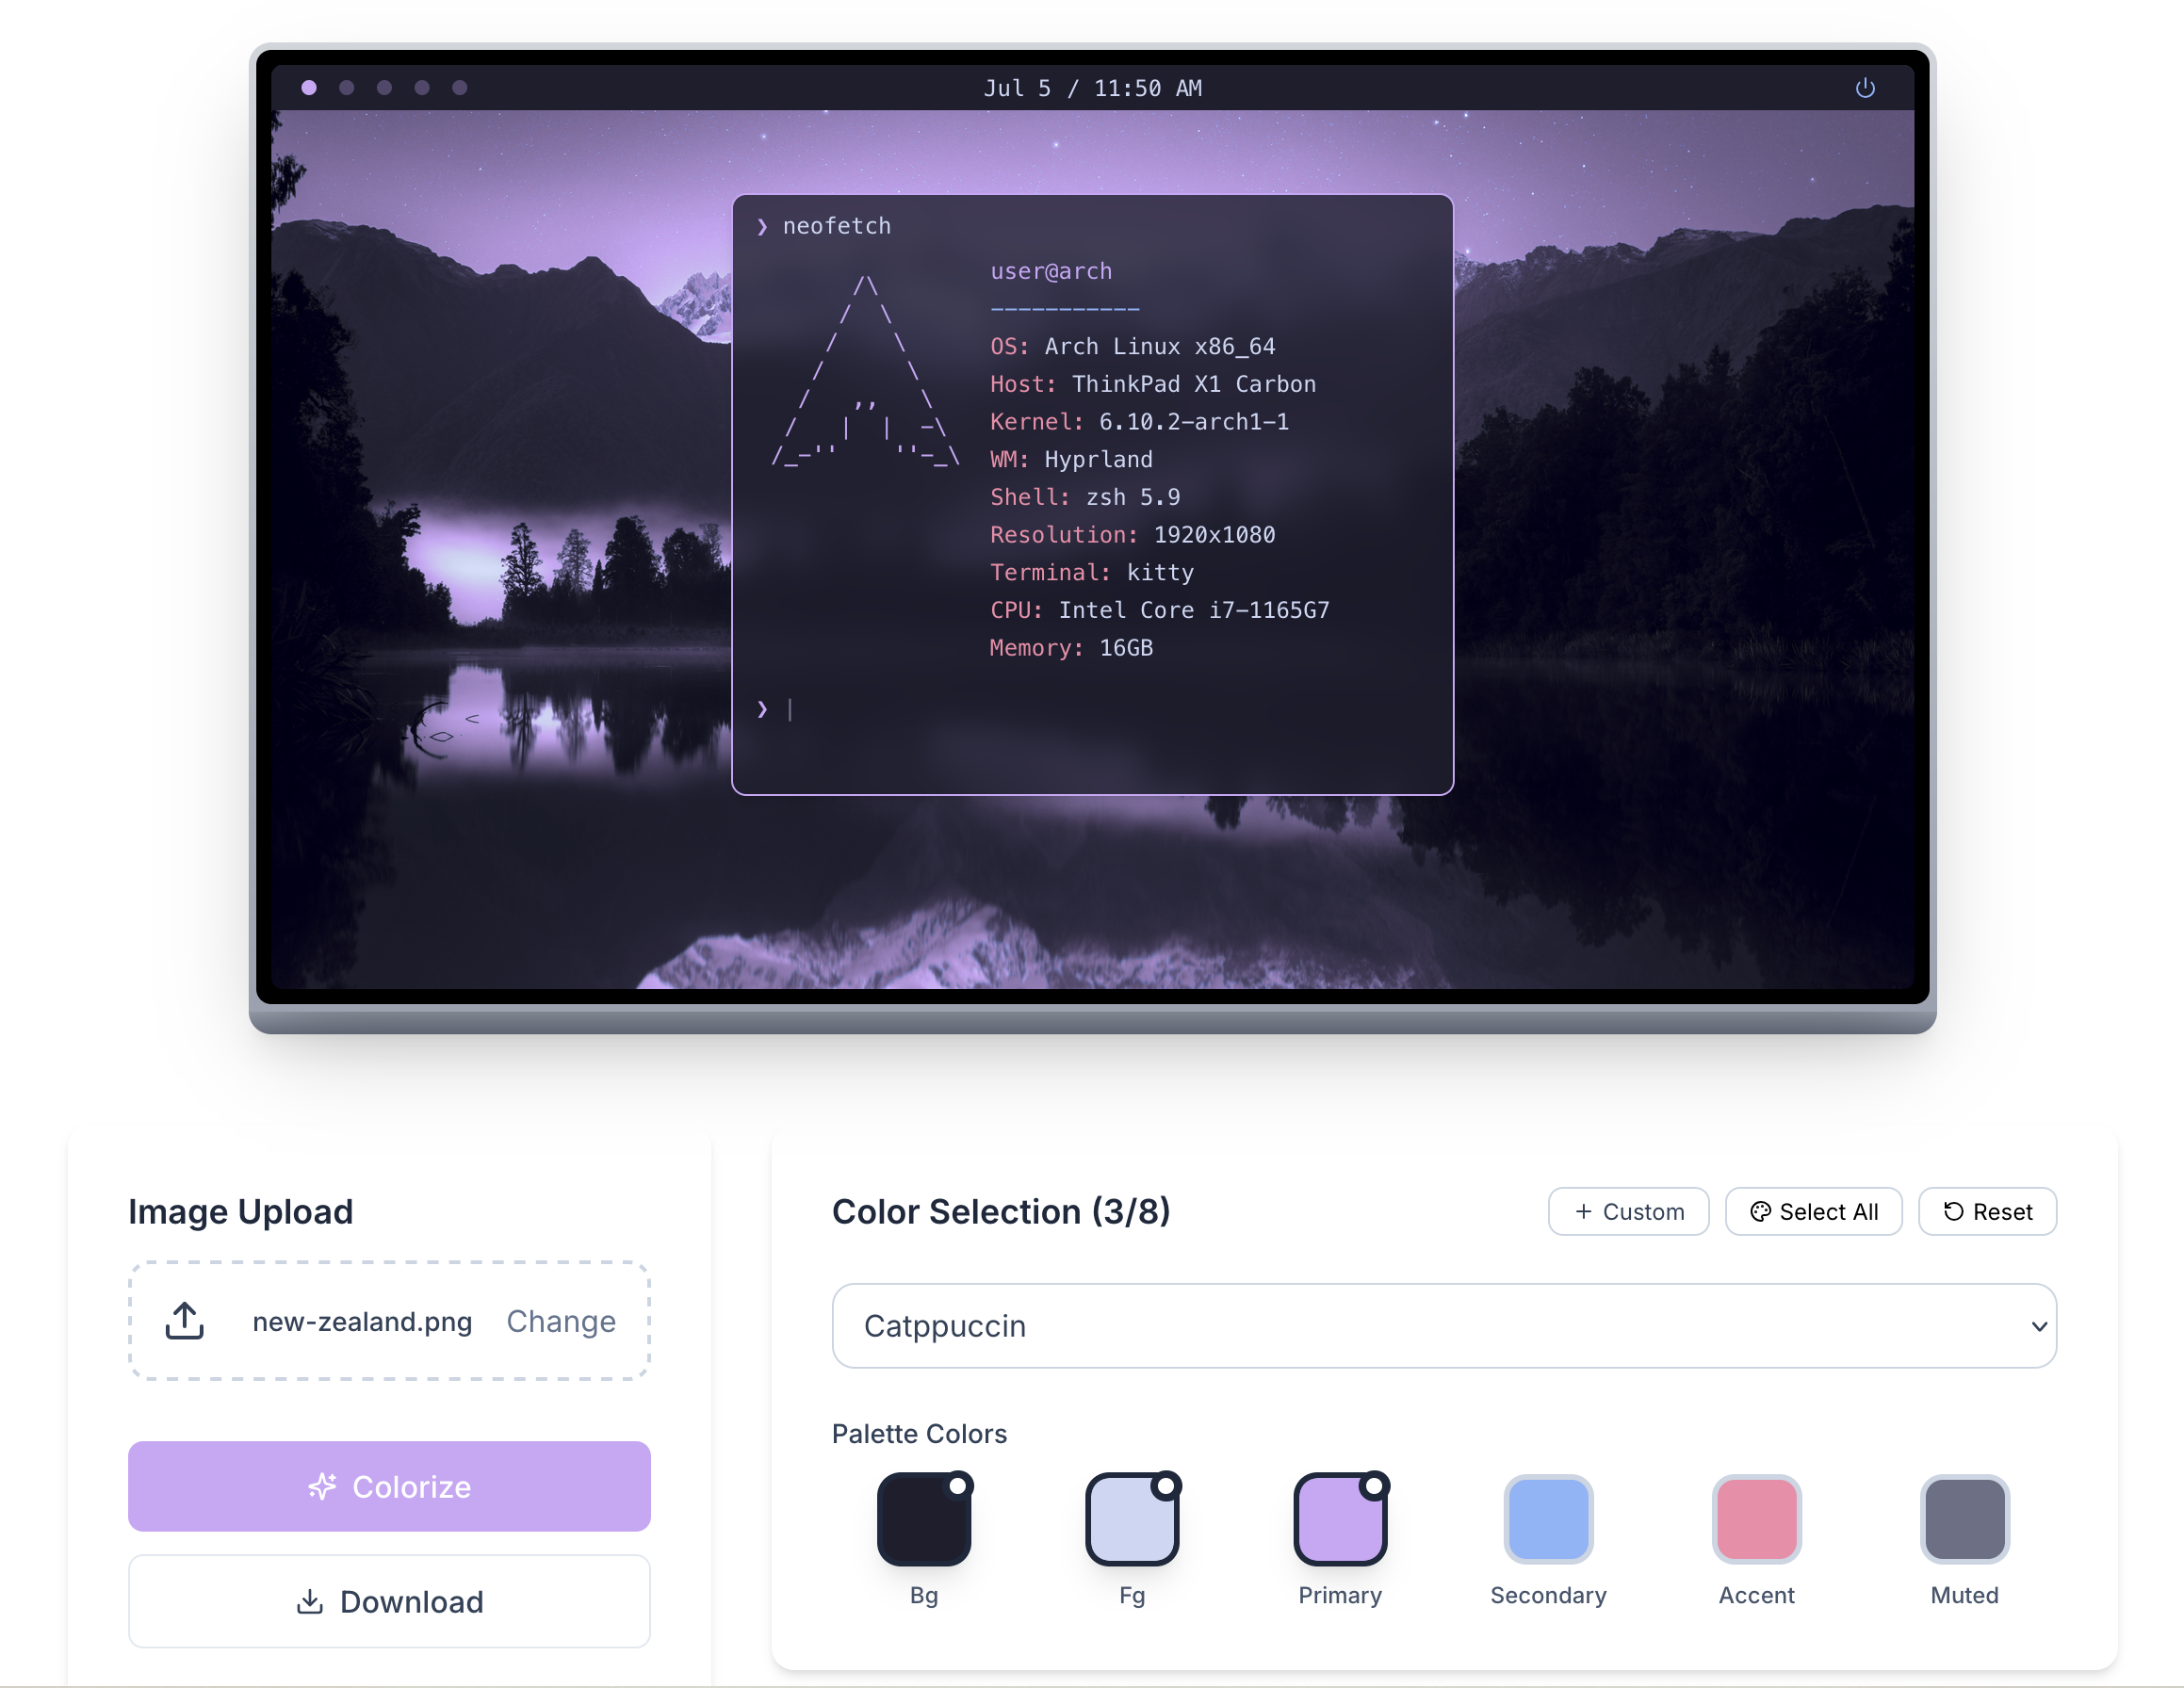 Jul 5 / 11:50 AM
❯ neofetch
user@arch
-----------
OS: Arch Linux x86_64
Host: ThinkPad X1 Carbon
Kernel: 6.10.2-arch1-1
WM: Hyprland
Shell: zsh 5.9
Resolution: 1920x1080
Terminal: kitty
CPU: Intel Core i7-1165G7
Memory: 16GB
❯ |
Image Upload
new-zealand.png Change
Colorize
Download
Color Selection (3/8)
+ Custom
Select All
Reset
Catppuccin
Palette Colors
Bg
Fg
Primary
Secondary
Accent
Muted